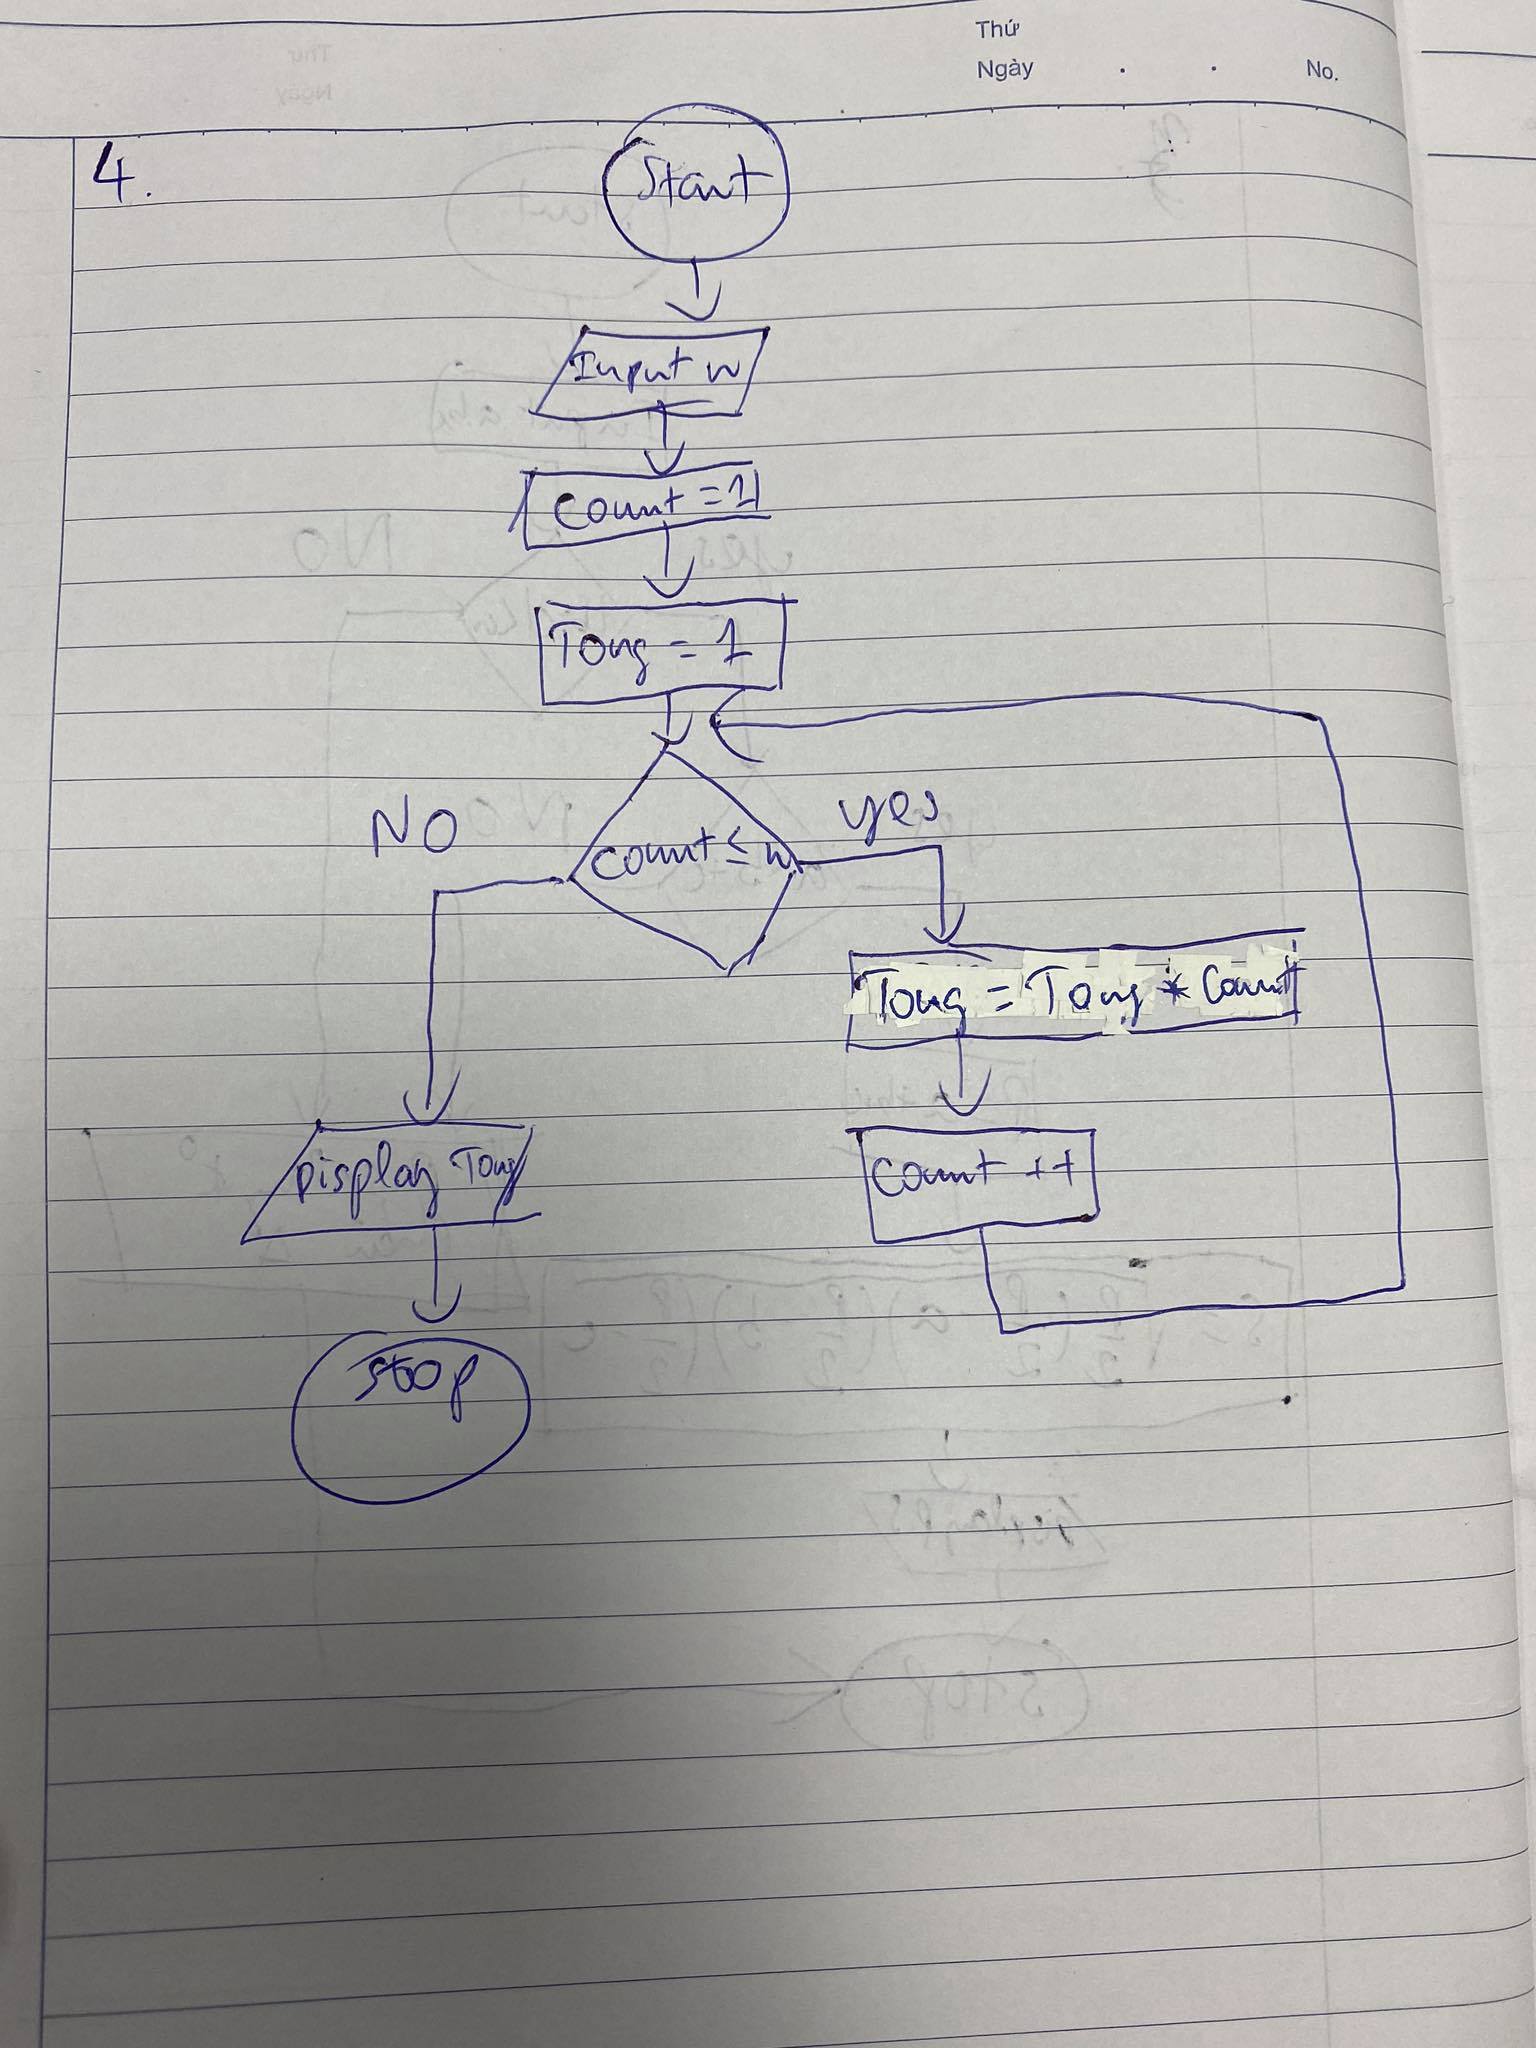 Thứ
Ngày . . No.
4.
Start
Input n
Count = 1
Tong = 1
Count ≤ n
NO
yes
Tong = Tong * Count
Count ++
Display Tong
Stop